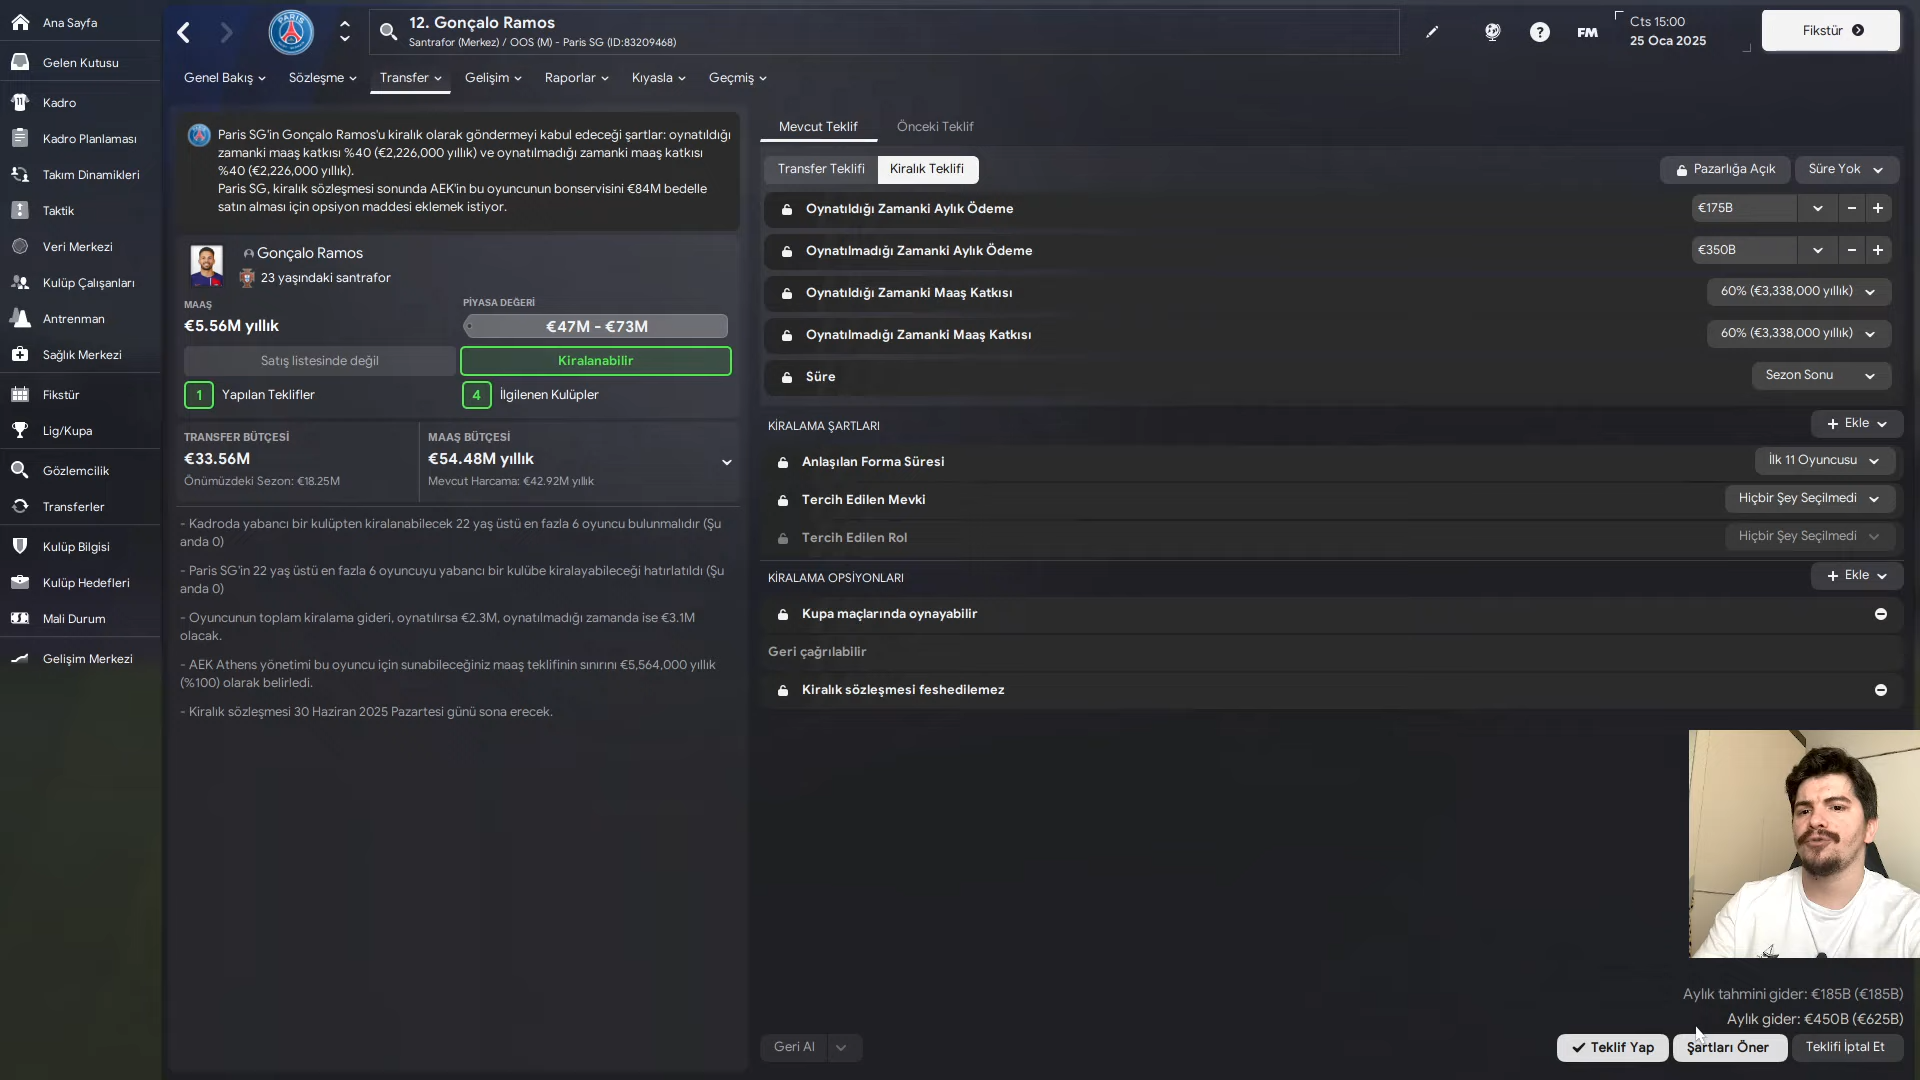 Ana Sayfa
Gelen Kutusu
Kadro
Kadro Planlaması
Takım Dinamikleri
Taktik
Veri Merkezi
Kulüp Çalışanları
Antrenman
Sağlık Merkezi
Fikstür
Lig/Kupa
Gözlemcilik
Transferler
Kulüp Bilgisi
Kulüp Hedefleri
Mali Durum
Gelişim Merkezi
12. Gonçalo Ramos
Santrafor (Merkez) / OOS (M) - Paris SG (ID:83209468)
FM
Cts 15:00
25 Oca 2025
Fikstür
Genel Bakış
Sözleşme
Transfer
Gelişim
Raporlar
Kıyasla
Geçmiş
Paris SG'in Gonçalo Ramos'u kiralık olarak göndermeyi kabul edeceği şartlar: oynatıldığı
zamanki maaş katkısı %40 (€2,226,000 yıllık) ve oynatılmadığı zamanki maaş katkısı
%40 (€2,226,000 yıllık).
Paris SG, kiralık sözleşmesi sonunda AEK'in bu oyuncunun bonservisini €84M bedelle
satın alması için opsiyon maddesi eklemek istiyor.
Gonçalo Ramos
23 yaşındaki santrafor
MAAŞ
€5.56M yıllık
PİYASA DEĞERİ
€47M - €73M
Satış listesinde değil
Kiralanabilir
1 Yapılan Teklifler
4 İlgilenen Kulüpler
TRANSFER BÜTÇESİ
€33.56M
Önümüzdeki Sezon: €18.25M
MAAŞ BÜTÇESİ
€54.48M yıllık
Mevcut Harcama: €42.92M yıllık
- Kadroda yabancı bir kulüpten kiralanabilecek 22 yaş üstü en fazla 6 oyuncu bulunmalıdır (Şu
anda 0)
- Paris SG'in 22 yaş üstü en fazla 6 oyuncuyu yabancı bir kulübe kiralayabileceği hatırlatıldı (Şu
anda 0)
- Oyuncunun toplam kiralama gideri, oynatılırsa €2.3M, oynatılmadığı zamanda ise €3.1M
olacak.
- AEK Athens yönetimi bu oyuncu için sunabileceğiniz maaş teklifinin sınırını €5,564,000 yıllık
(%100) olarak belirledi.
- Kiralık sözleşmesi 30 Haziran 2025 Pazartesi günü sona erecek.
Mevcut Teklif
Önceki Teklif
Transfer Teklifi
Kiralık Teklifi
Pazarlığa Açık
Süre Yok
Oynatıldığı Zamanki Aylık Ödeme
€175B
Oynatılmadığı Zamanki Aylık Ödeme
€350B
Oynatıldığı Zamanki Maaş Katkısı
60% (€3,338,000 yıllık)
Oynatılmadığı Zamanki Maaş Katkısı
60% (€3,338,000 yıllık)
Süre
Sezon Sonu
KİRALAMA ŞARTLARI
Ekle
Anlaşılan Forma Süresi
İlk 11 Oyuncusu
Tercih Edilen Mevki
Hiçbir Şey Seçilmedi
Tercih Edilen Rol
Hiçbir Şey Seçilmedi
KİRALAMA OPSİYONLARI
Ekle
Kupa maçlarında oynayabilir
Geri çağrılabilir
Kiralık sözleşmesi feshedilemez
Aylık tahmini gider: €185B (€185B)
Aylık gider: €450B (€625B)
Geri Al
Teklif Yap
Şartları Öner
Teklifi İptal Et